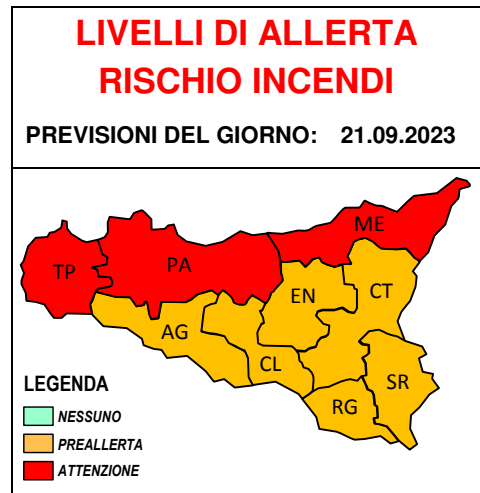 LIVELLI DI ALLERTA
RISCHIO INCENDI
PREVISIONI DEL GIORNO: 21.09.2023
ME
TP
PA
EN
CT
AG
CL
SR
RG
LEGENDA
NESSUNO
PREALLERTA
ATTENZIONE